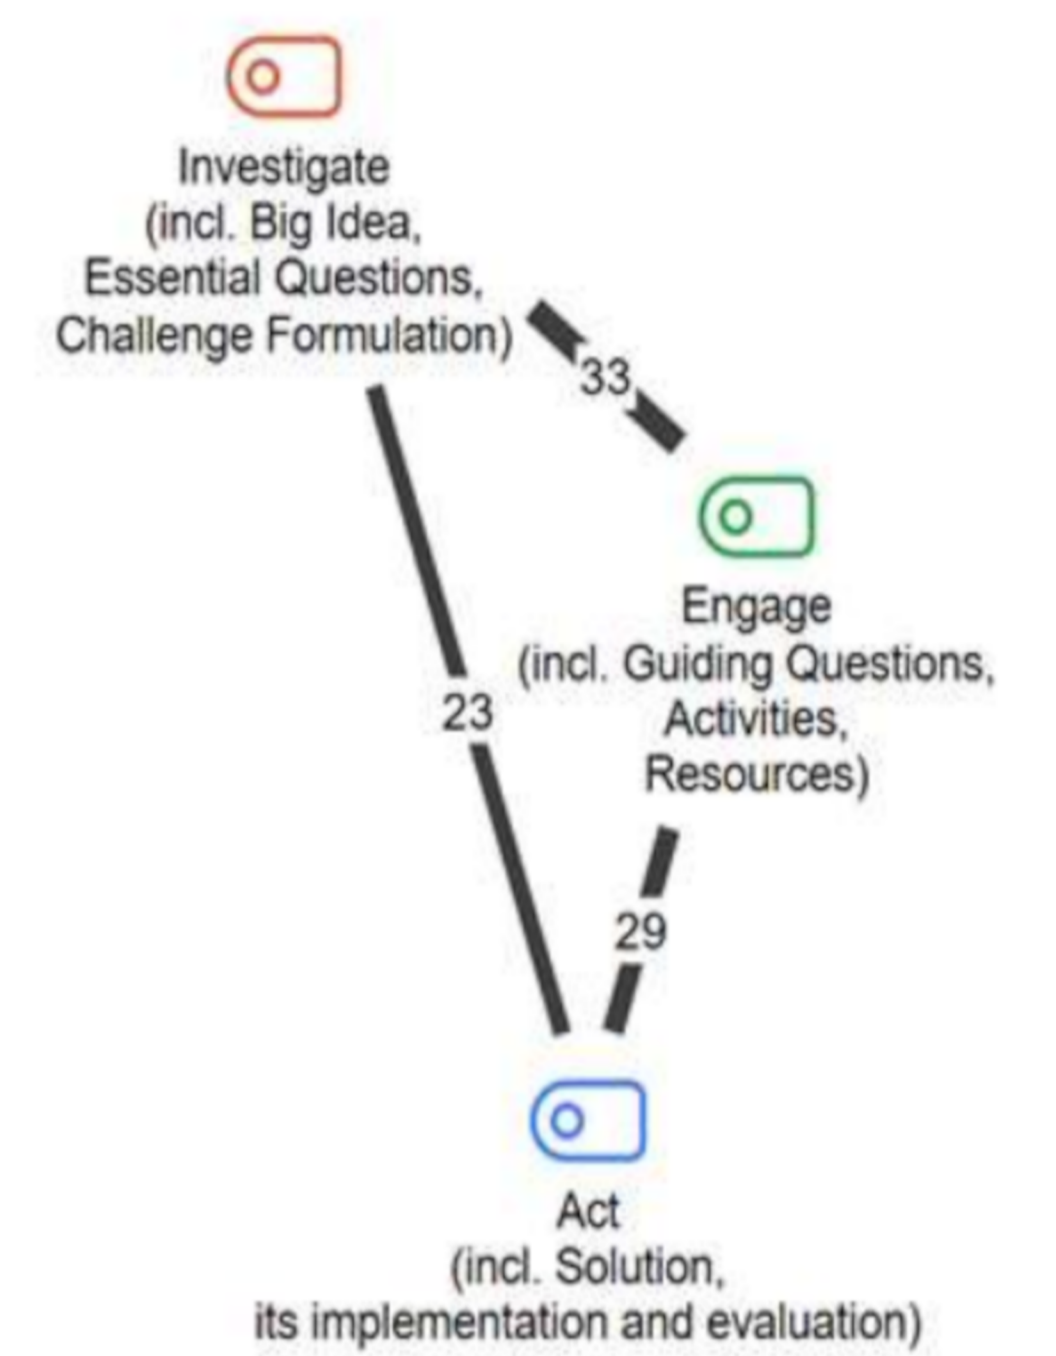 Investigate
(incl. Big Idea,
Essential Questions,
Challenge Formulation)
33
Engage
(incl. Guiding Questions,
Activities,
Resources)
23
29
Act
(incl. Solution,
its implementation and evaluation)